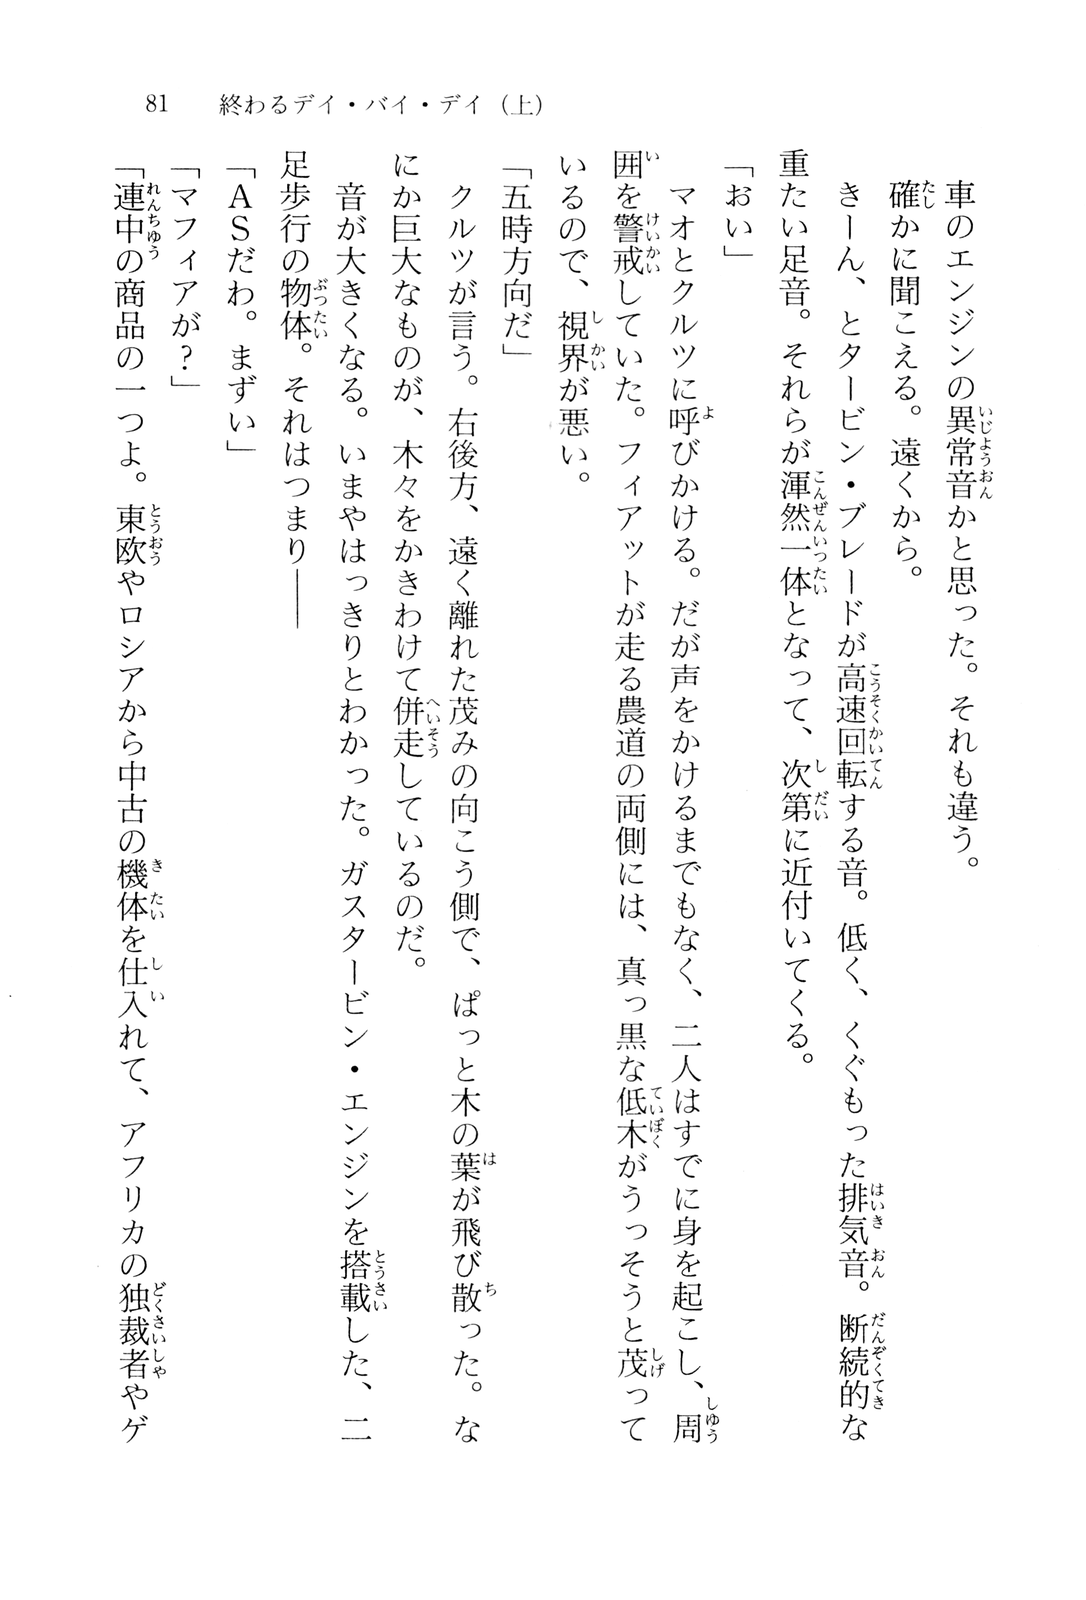 81　終わるデイ・バイ・デイ（上）
車のエンジンの異常音かと思った。それも違う。
確かに聞こえる。遠くから。
きーん、とタービン・ブレードが高速回転する音。低く、くぐもった排気音。断続的な
重たい足音。それらが渾然一体となって、次第に近付いてくる。
「おい」
マオとクルツに呼びかける。だが声をかけるまでもなく、二人はすでに身を起こし、周
囲を警戒していた。フィアットが走る農道の両側には、真っ黒な低木がうっそうと茂って
いるので、視界が悪い。
「五時方向だ」
クルツが言う。右後方、遠く離れた茂みの向こう側で、ぱっと木の葉が飛び散った。な
にか巨大なものが、木々をかきわけて併走しているのだ。
音が大きくなる。いまやはっきりとわかった。ガスタービン・エンジンを搭載した、二
足歩行の物体。それはつまり——
「ＡＳだわ。まずい」
「マフィアが？」
「連中の商品の一つよ。東欧やロシアから中古の機体を仕入れて、アフリカの独裁者やゲ